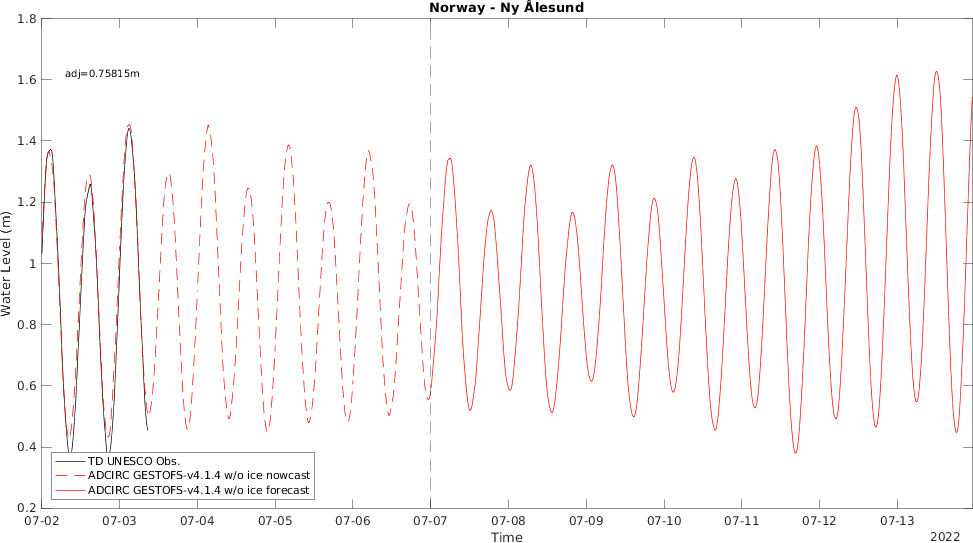 Norway - Ny Ålesund
1.8
1.6
1.4
1.2
1
0.8
0.6
0.4
0.2
Water Level (m)
adj=0.75815m
TD UNESCO Obs.
ADCIRC GESTOFS-v4.1.4 w/o ice nowcast
ADCIRC GESTOFS-v4.1.4 w/o ice forecast
07-02 07-03 07-04 07-05 07-06 07-07 07-08 07-09 07-10 07-11 07-12 07-13
Time
2022